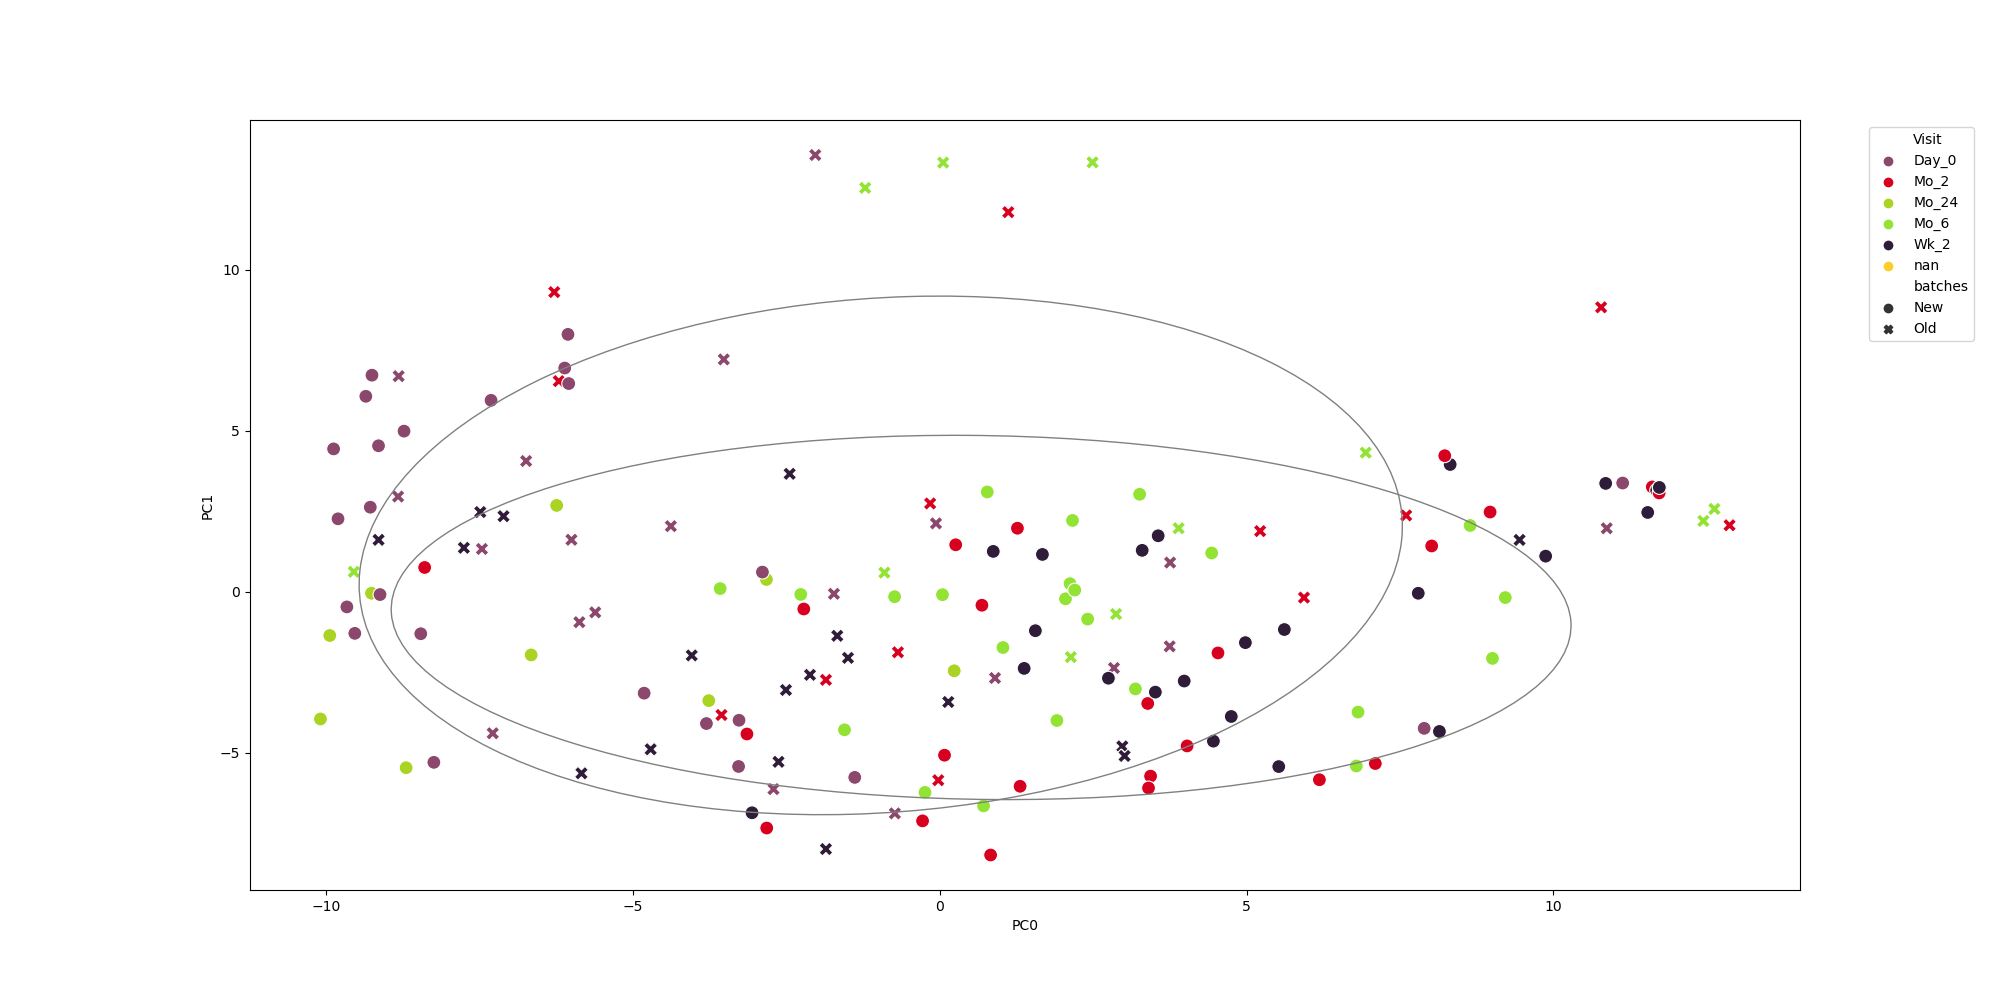 Visit
Day_0
Mo_2
Mo_24
Mo_6
Wk_2
nan
batches
New
Old
10
5
0
−5
PC1
−10
−5
0
5
10
PC0